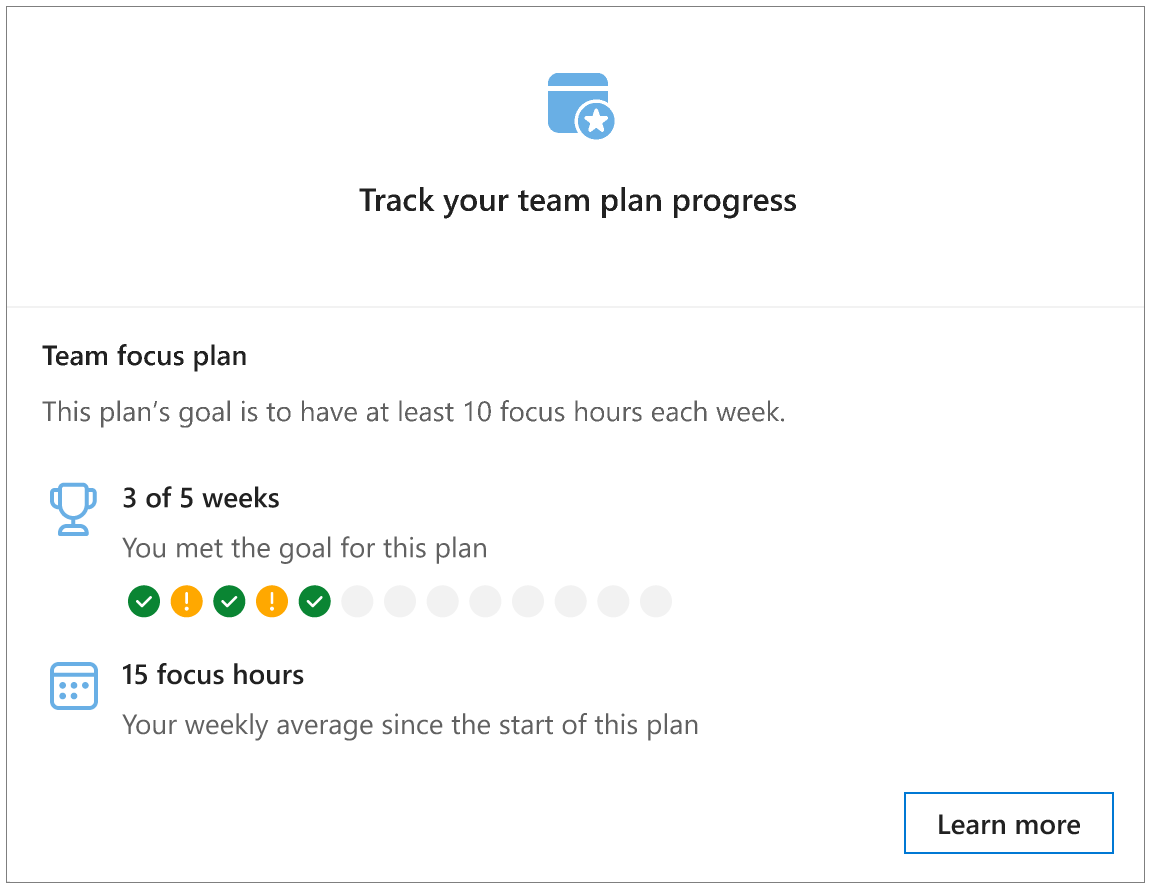 Track your team plan progress
Team focus plan
This plan’s goal is to have at least 10 focus hours each week.
3 of 5 weeks
You met the goal for this plan
15 focus hours
Your weekly average since the start of this plan
Learn more